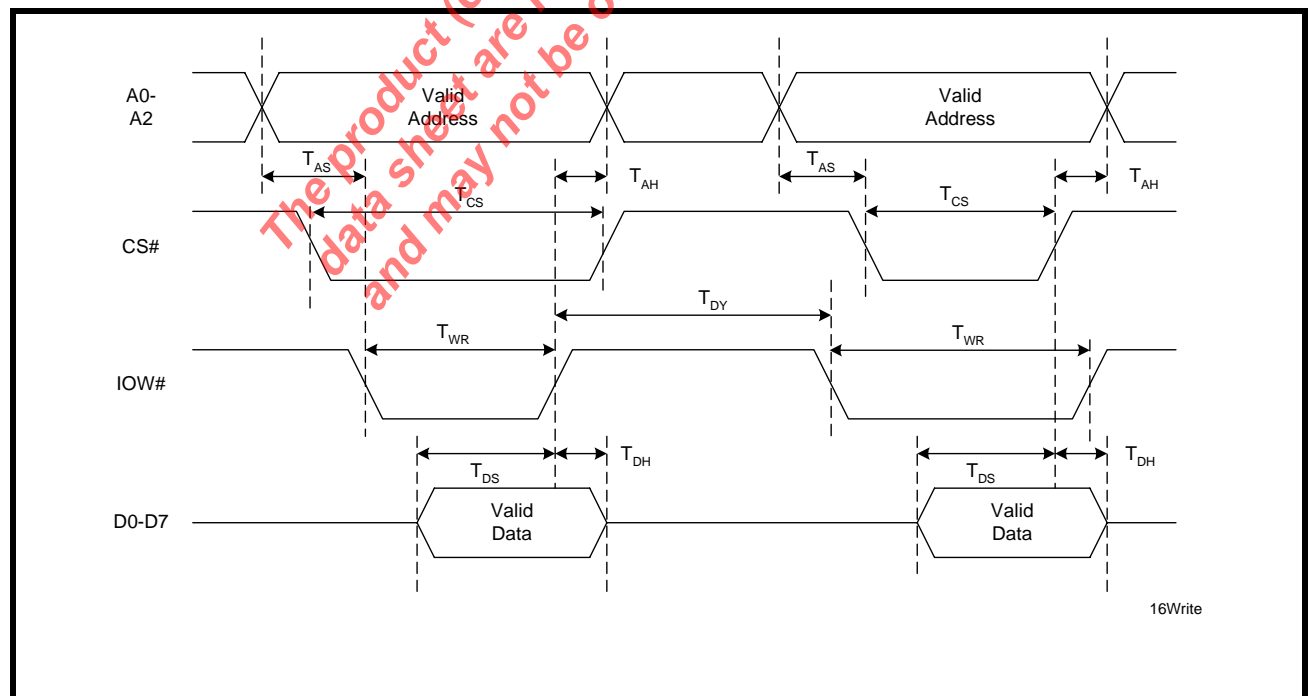 The product (
data sheet are
and may not be o
A0-
A2
Valid
Address
Valid
Address
TAS
TAH
TAS
TAH
TCS
TCS
CS#
TDY
TWR
TWR
IOW#
TDS
TDH
TDS
TDH
D0-D7
Valid
Data
Valid
Data
16Write